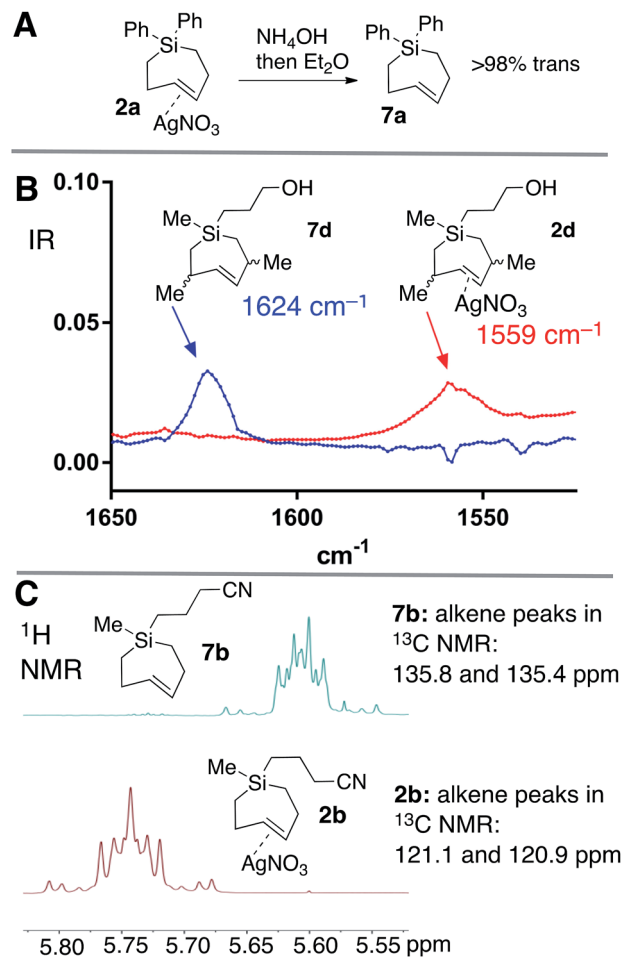 A
Ph Ph
Si
2a
AgNO3
NH4OH
then Et2O
Ph Ph
Si
7a
>98% trans
B
IR
0.10
0.05
0.00
OH
Me
Si
7d
Me
Me
1624 cm–1
OH
Me
Si
2d
Me
Me
AgNO3
1559 cm–1
1650 1600 1550
cm-1
C
1H
NMR
CN
Me
Si
7b
7b: alkene peaks in
13C NMR:
135.8 and 135.4 ppm
Me
Si
CN
2b
AgNO3
2b: alkene peaks in
13C NMR:
121.1 and 120.9 ppm
5.80 5.75 5.70 5.65 5.60 5.55 ppm